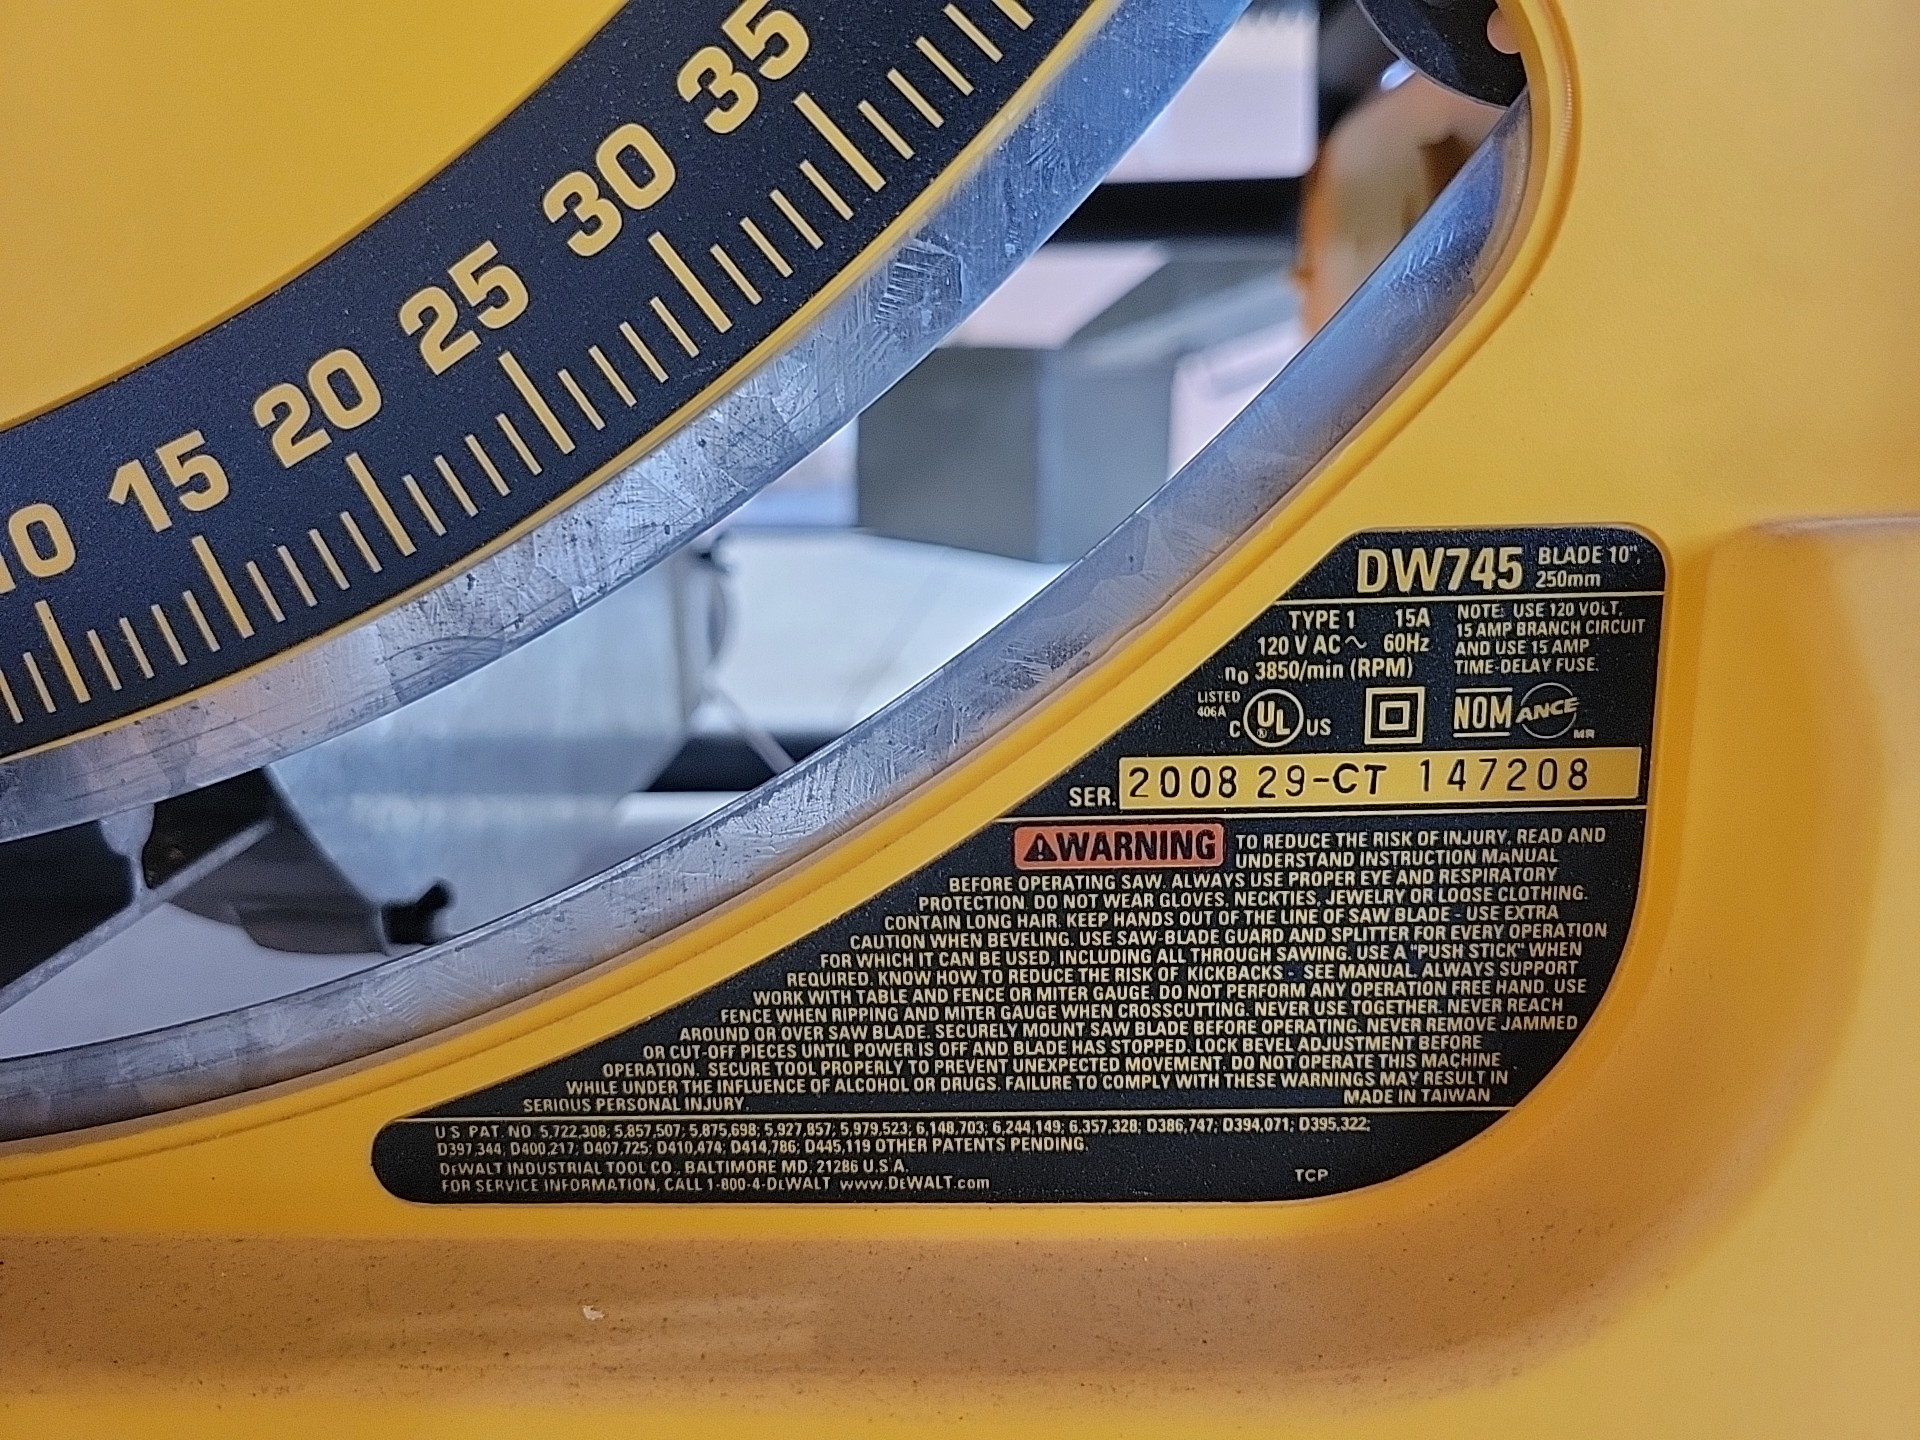 10 15 20 25 30 35
DW745 BLADE 10",
250mm
TYPE 1 15A
120 V AC ~ 60Hz
n0 3850/min (RPM)
NOTE: USE 120 VOLT,
15 AMP BRANCH CIRCUIT
AND USE 15 AMP
TIME-DELAY FUSE.
LISTED
406A
C UL ® US
NOM ANCE
MR
SER. 2008 29-CT 147208
WARNING TO REDUCE THE RISK OF INJURY, READ AND
UNDERSTAND INSTRUCTION MANUAL
BEFORE OPERATING SAW. ALWAYS USE PROPER EYE AND RESPIRATORY
PROTECTION. DO NOT WEAR GLOVES, NECKTIES, JEWELRY OR LOOSE CLOTHING.
CONTAIN LONG HAIR. KEEP HANDS OUT OF THE LINE OF SAW BLADE - USE EXTRA
CAUTION WHEN BEVELING. USE SAW-BLADE GUARD AND SPLITTER FOR EVERY OPERATION
FOR WHICH IT CAN BE USED, INCLUDING ALL THROUGH SAWING. USE A "PUSH STICK" WHEN
REQUIRED. KNOW HOW TO REDUCE THE RISK OF KICKBACKS - SEE MANUAL. ALWAYS SUPPORT
WORK WITH TABLE AND FENCE OR MITER GAUGE. DO NOT PERFORM ANY OPERATION FREE HAND. USE
FENCE WHEN RIPPING AND MITER GAUGE WHEN CROSSCUTTING. NEVER USE TOGETHER. NEVER REACH
AROUND OR OVER SAW BLADE. SECURELY MOUNT SAW BLADE BEFORE OPERATING. NEVER REMOVE JAMMED
OR CUT-OFF PIECES UNTIL POWER IS OFF AND BLADE HAS STOPPED. LOCK BEVEL ADJUSTMENT BEFORE
OPERATION. SECURE TOOL PROPERLY TO PREVENT UNEXPECTED MOVEMENT. DO NOT OPERATE THIS MACHINE
WHILE UNDER THE INFLUENCE OF ALCOHOL OR DRUGS. FAILURE TO COMPLY WITH THESE WARNINGS MAY RESULT IN
SERIOUS PERSONAL INJURY. MADE IN TAIWAN
U.S. PAT. NO. 5,722,308; 5,857,507; 5,875,698; 5,927,857; 5,979,523; 6,148,703; 6,244,149; 6,357,328; D386,747; D394,071; D395,322;
D397,344; D400,217; D407,725; D410,474; D414,786; D445,119 OTHER PATENTS PENDING.
DeWALT INDUSTRIAL TOOL CO., BALTIMORE MD, 21286 U.S.A.
FOR SERVICE INFORMATION, CALL 1-800-4-DeWALT www.DeWALT.com
TCP